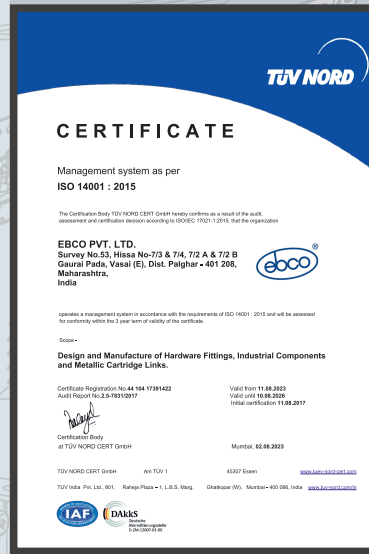 TÜV NORD
CERTIFICATE
Management system as per
ISO 14001 : 2015
The Certification Body TÜV NORD CERT GmbH hereby confirms as a result of the audit,
assessment and certification decision according to ISO/IEC 17021-1:2015, that the organization
EBCO PVT. LTD.
Survey No.53, Hissa No-7/3 & 7/4, 7/2 A & 7/2 B
Gaurai Pada, Vasai (E), Dist. Palghar - 401 208,
Maharashtra,
India
ebco®
operates a management system in accordance with the requirements of ISO 14001 : 2015 and will be assessed
for conformity within the 3 year term of validity of the certificate.
Scope -
Design and Manufacture of Hardware Fittings, Industrial Components
and Metallic Cartridge Links.
Certificate Registration No.44 104 17391422
Audit Report No.2.5-7831/2017
Valid from 11.08.2023
Valid until 10.08.2026
Initial certification 11.08.2017
Certification Body
at TÜV NORD CERT GmbH
Mumbai, 02.08.2023
TÜV NORD CERT GmbH Am TÜV 1 45307 Essen www.tuev-nord-cert.com
TUV India Pvt. Ltd., 801, Raheja Plaza - 1, L.B.S. Marg, Ghatkopar (W), Mumbai - 400 086, India www.tuv-nord.com/in
IAF
DAkkS
Deutsche
Akkreditierungsstelle
D-ZM-12007-01-00